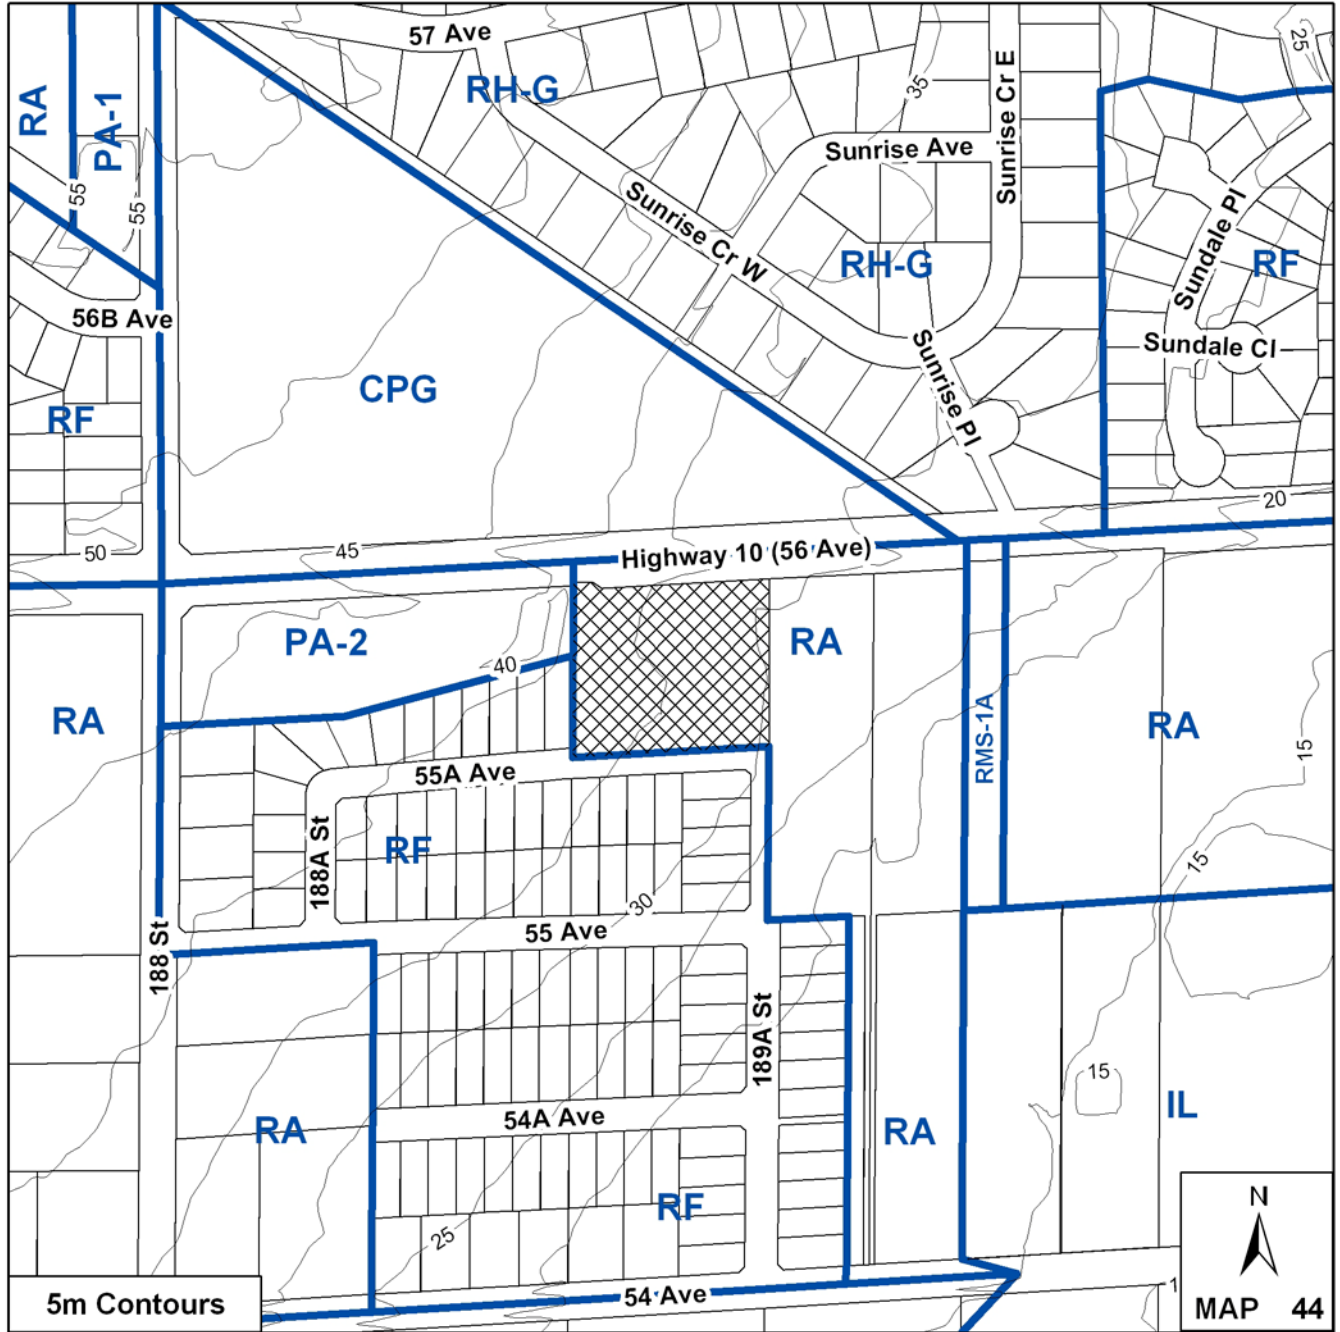 57 Ave
25
RA
PA-1
RH-G
35
Sunrise Cr E
Sunrise Ave
55
55
Sunrise Cr W
Sundale Pl
RH-G
RF
56B Ave
Sundale Cl
Sunrise Pl
CPG
RF
20
50
45
Highway 10 (56 Ave)
PA-2
RA
40
RA
RMS-1A
RA
15
55A Ave
188A St
RF
15
30
55 Ave
188 St
189A St
15
54A Ave
RA
RA
IL
RF
25
N
54 Ave
1
5m Contours
MAP 44